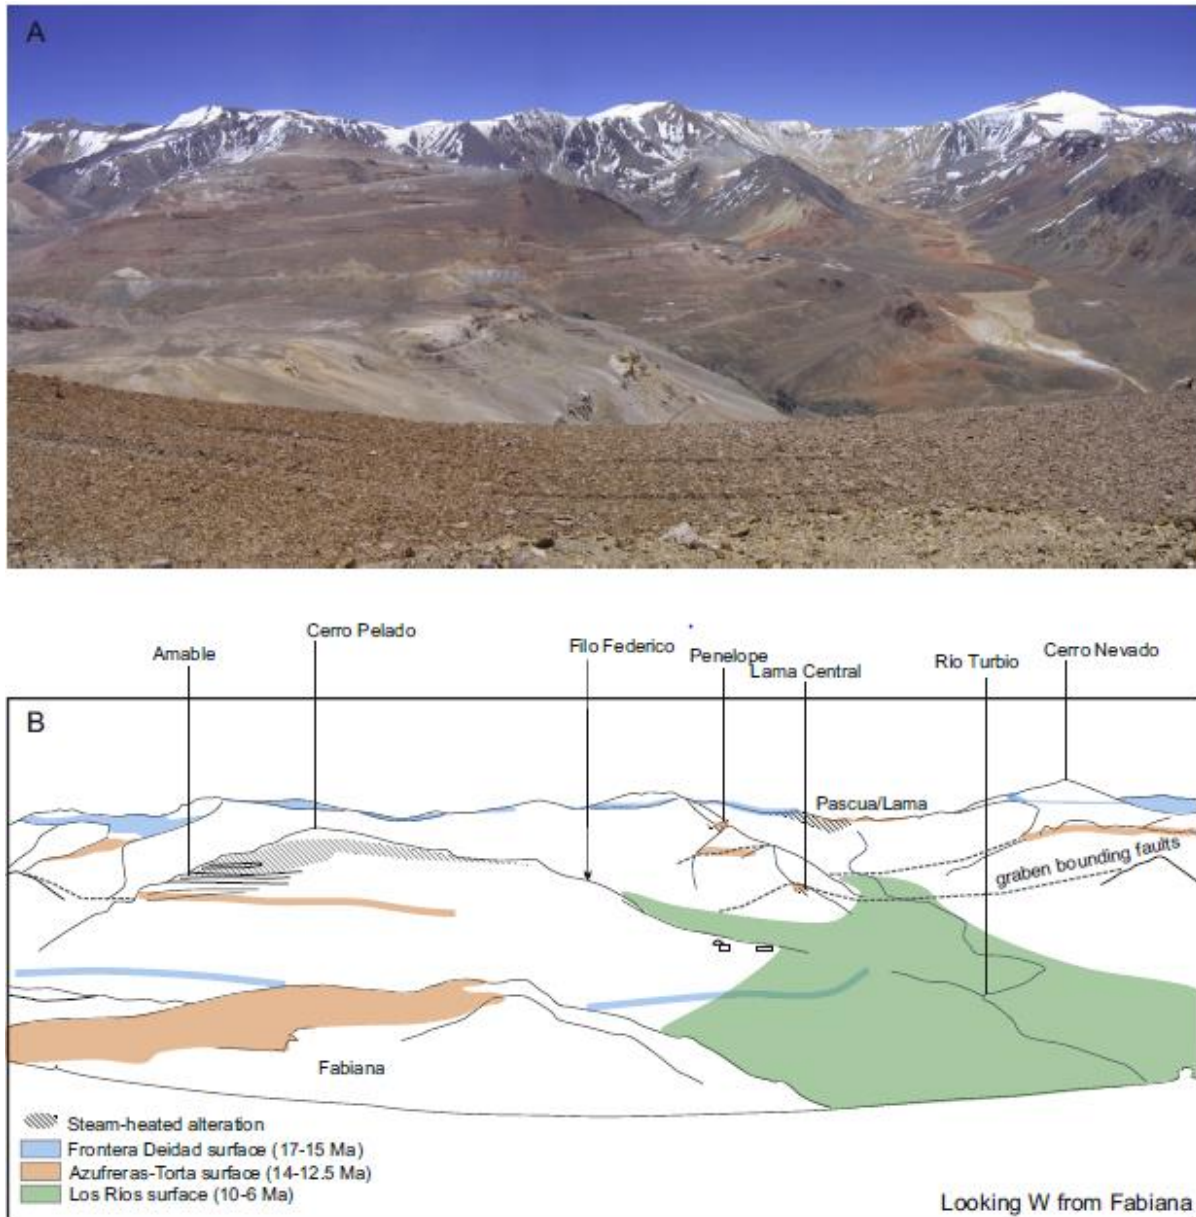 A
Cerro Pelado
Filo Federico
Amable
Penelope
Cerro Nevado
Lama Central
Río Turbio
B
Pascua/Lama
graben bounding faults
Fabiana
Steam-heated alteration
Frontera Deidad surface (17-15 Ma)
Azufreras-Torta surface (14-12.5 Ma)
Los Ríos surface (10-6 Ma)
Looking W from Fabiana